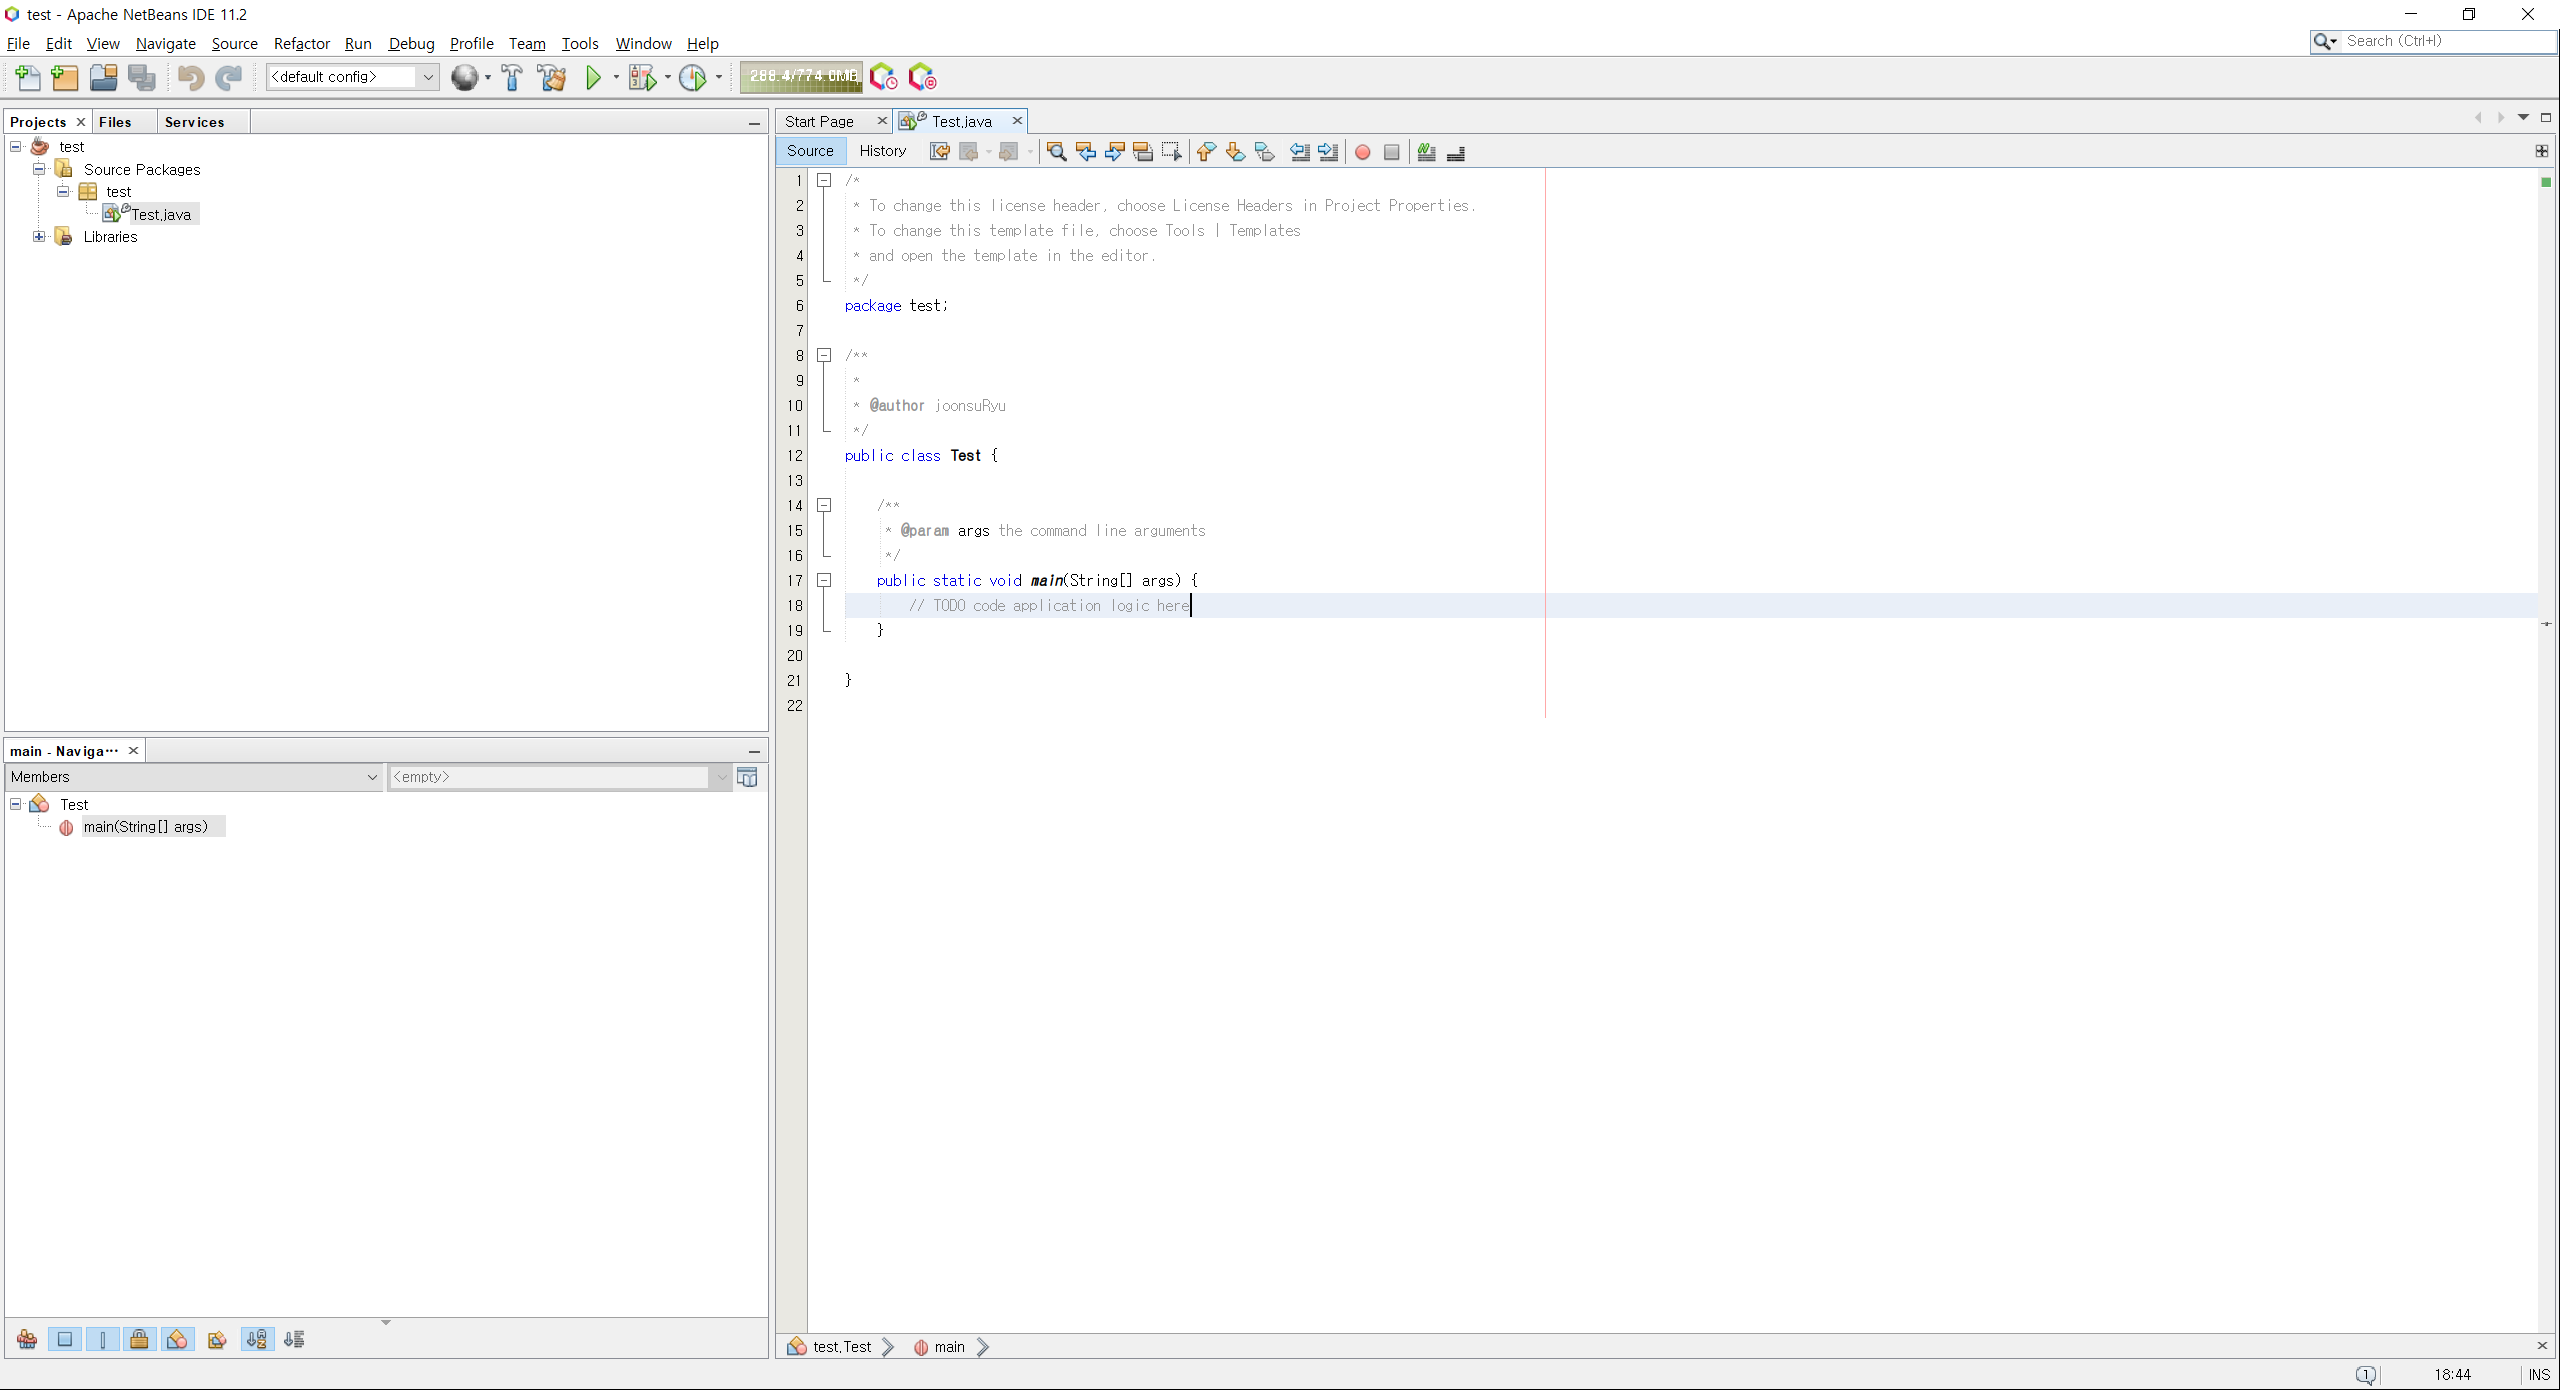 test - Apache NetBeans IDE 11.2
File Edit View Navigate Source Refactor Run Debug Profile Team Tools Window Help
Search (Ctrl+I)
<default config>
288.4/774.0MB
Projects Files Services
test
Source Packages
test
Test.java
Libraries
main - Naviga...
Members
<empty>
Test
main(String[] args)
Start Page Test.java
Source History
1 /*
2 * To change this license header, choose License Headers in Project Properties.
3 * To change this template file, choose Tools | Templates
4 * and open the template in the editor.
5 */
6 package test;
7
8 /**
9 *
10 * @author joonsuRyu
11 */
12 public class Test {
13
14 /**
15 * @param args the command line arguments
16 */
17 public static void main(String[] args) {
18 // TODO code application logic here
19 }
20
21 }
22
test.Test main
1
18:44 INS